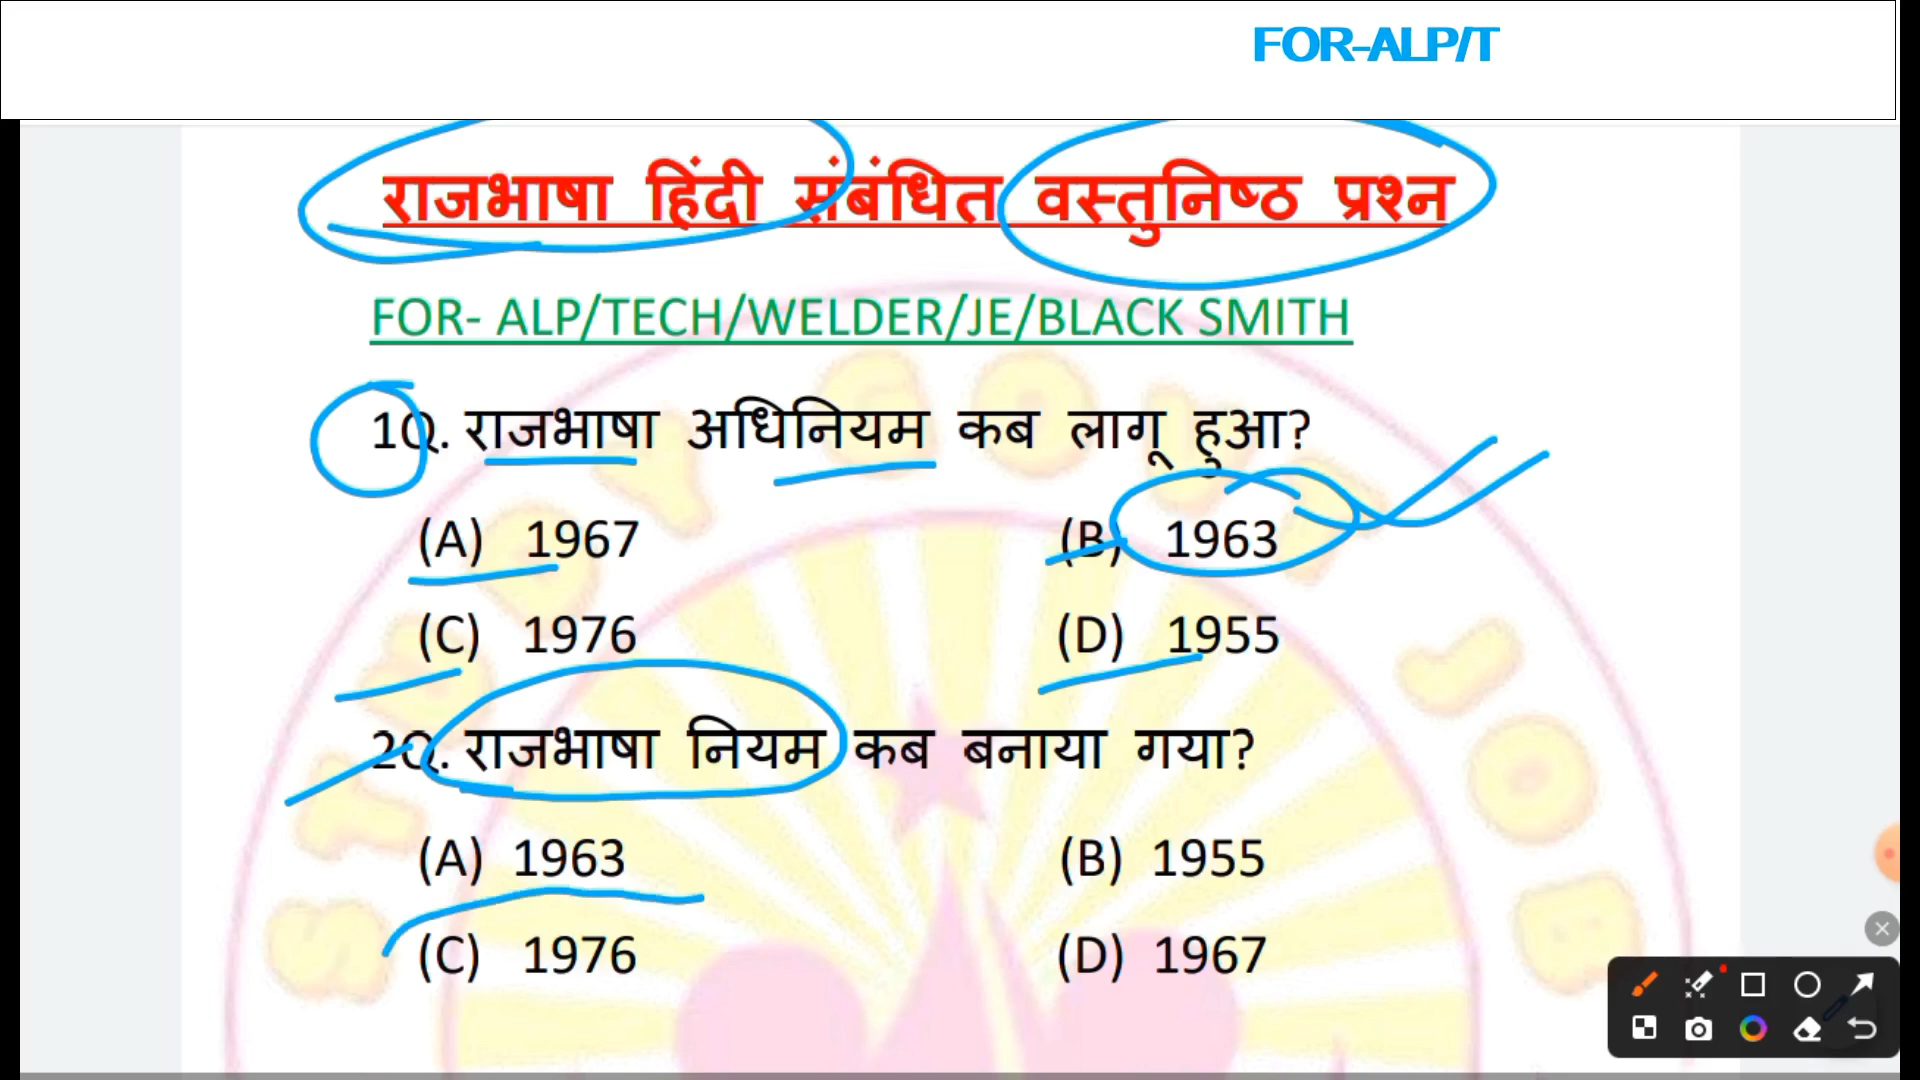 FOR-ALP/T
राजभाषा हिंदी संबंधित वस्तुनिष्ठ प्रश्न
FOR- ALP/TECH/WELDER/JE/BLACK SMITH
1Q. राजभाषा अधिनियम कब लागू हुआ?
(A) 1967 (B) 1963
(C) 1976 (D) 1955
2Q. राजभाषा नियम कब बनाया गया?
(A) 1963 (B) 1955
(C) 1976 (D) 1967